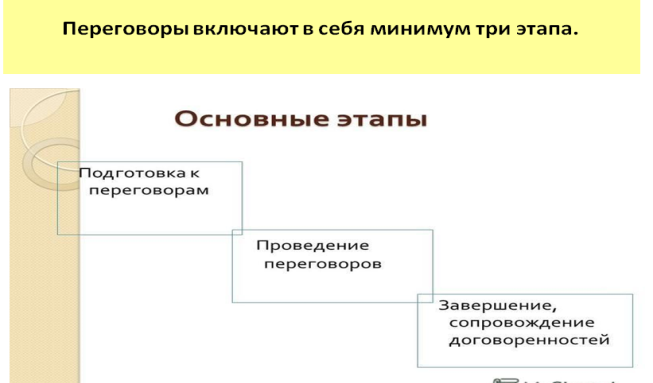 Переговоры включают в себя минимум три этапа.
Основные этапы
Подготовка к
переговорам
Проведение
переговоров
Завершение,
сопровождение
договоренностей